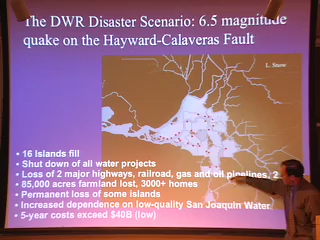 The DWR Disaster Scenario: 6.5 magnitude
quake on the Hayward-Calaveras Fault
L. Snow
• 16 Islands fill
• Shut down of all water projects
• Loss of 2 major highways, railroad, gas and oil pipelines, 2
• 85,000 acres farmland lost, 3000+ homes
• Permanent loss of some islands
• Increased dependence on low-quality San Joaquin Water
• 5-year costs exceed $40B (low)